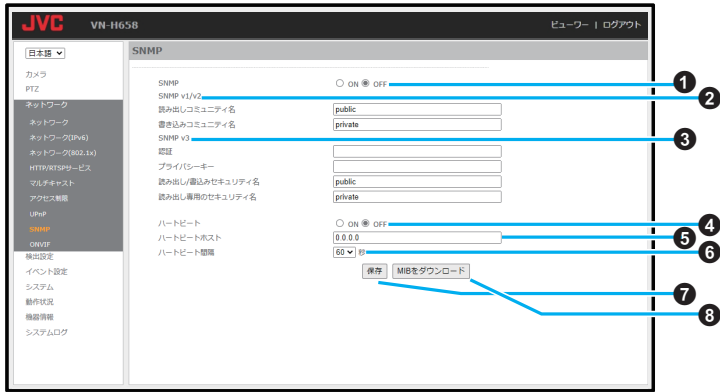 JVC VN-H658 ビューワー | ログアウト
日本語
カメラ
PTZ
ネットワーク
ネットワーク
ネットワーク(IPv6)
ネットワーク(802.1x)
HTTP/RTSPサービス
マルチキャスト
アクセス制限
UPnP
SNMP
ONVIF
検出設定
イベント設定
システム
動作状況
機器情報
システムログ
SNMP
SNMP ON OFF 1
SNMP v1/v2 2
読み出しコミュニティ名 public
書き込みコミュニティ名 private
SNMP v3 3
認証
プライバシーキー
読み出し/書込みセキュリティ名 public
読み出し専用のセキュリティ名 private
ハートビート ON OFF 4
ハートビートホスト 0.0.0.0 5
ハートビート間隔 60 秒 6
保存 MIBをダウンロード
7
8